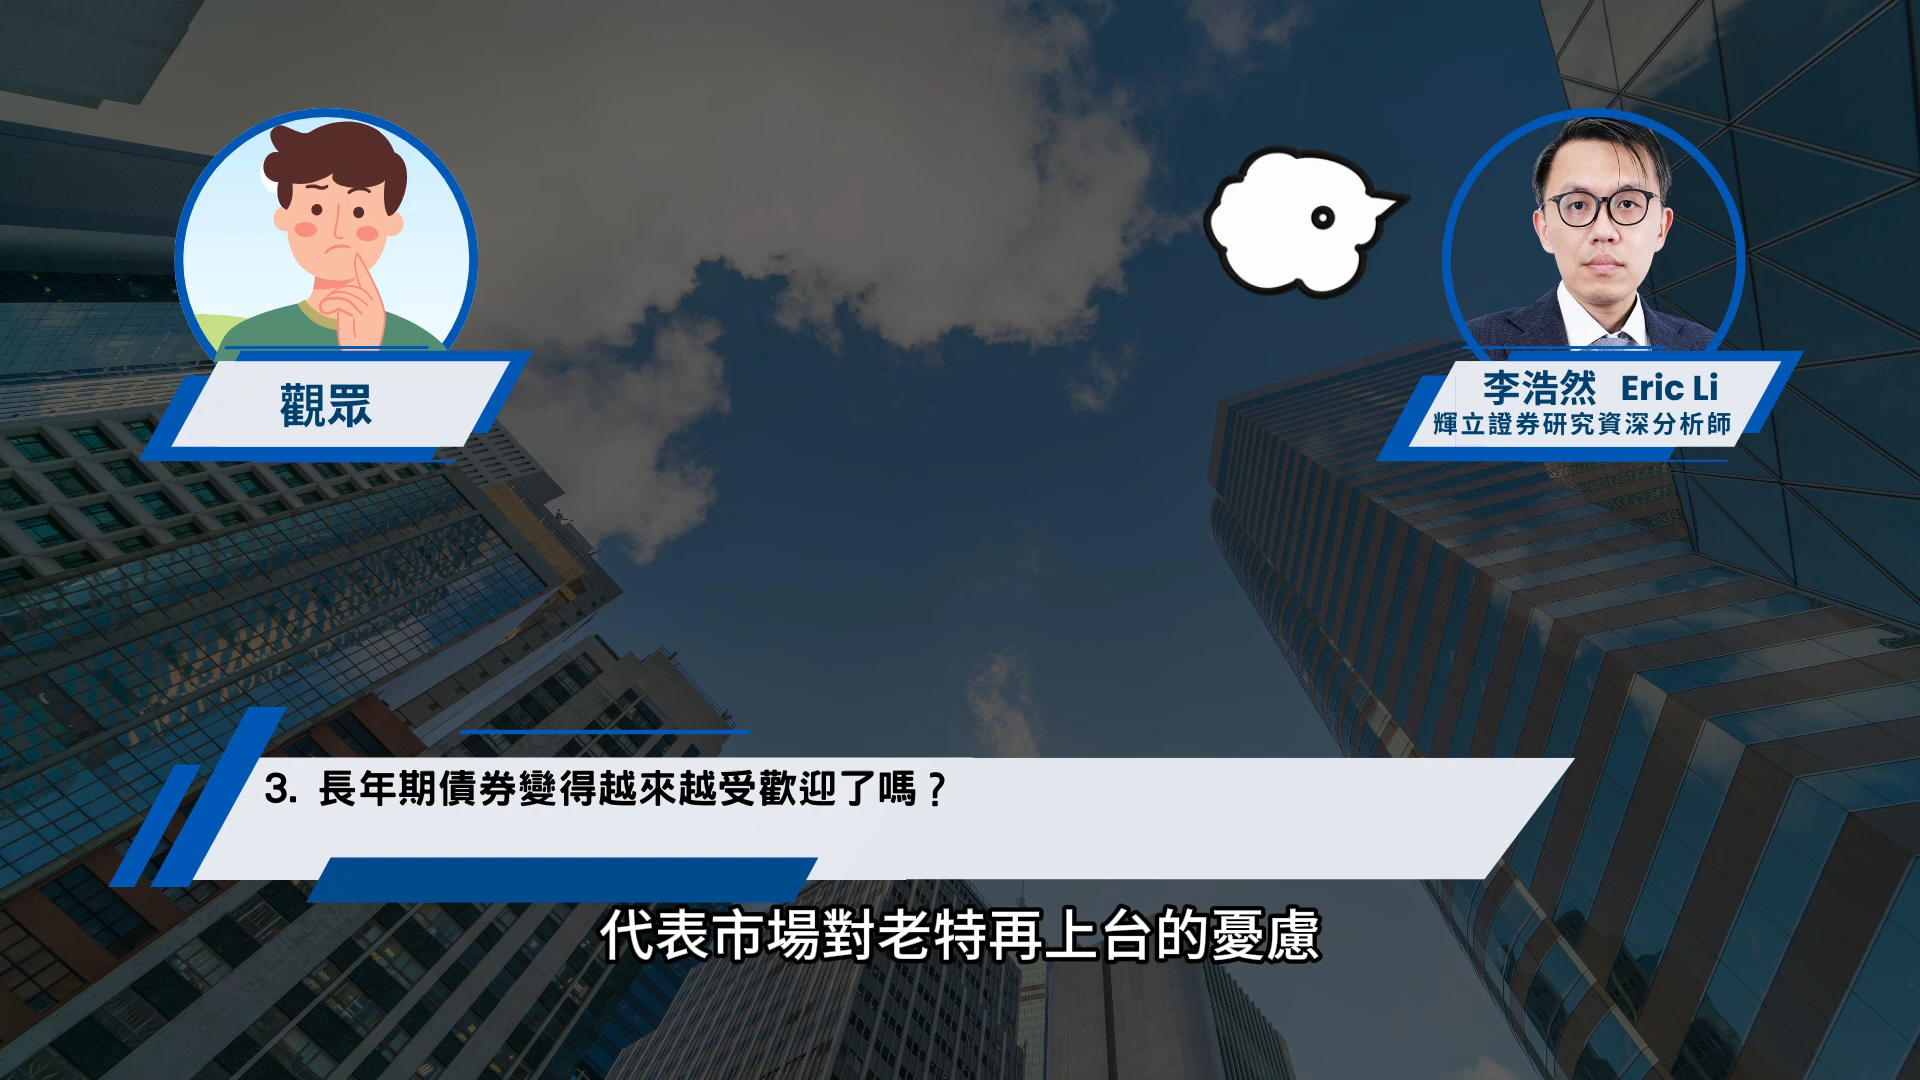 觀眾
李浩然 Eric Li
輝立證券研究資深分析師
3. 長年期債券變得越來越受歡迎了嗎？
代表市場對老特再上台的憂慮